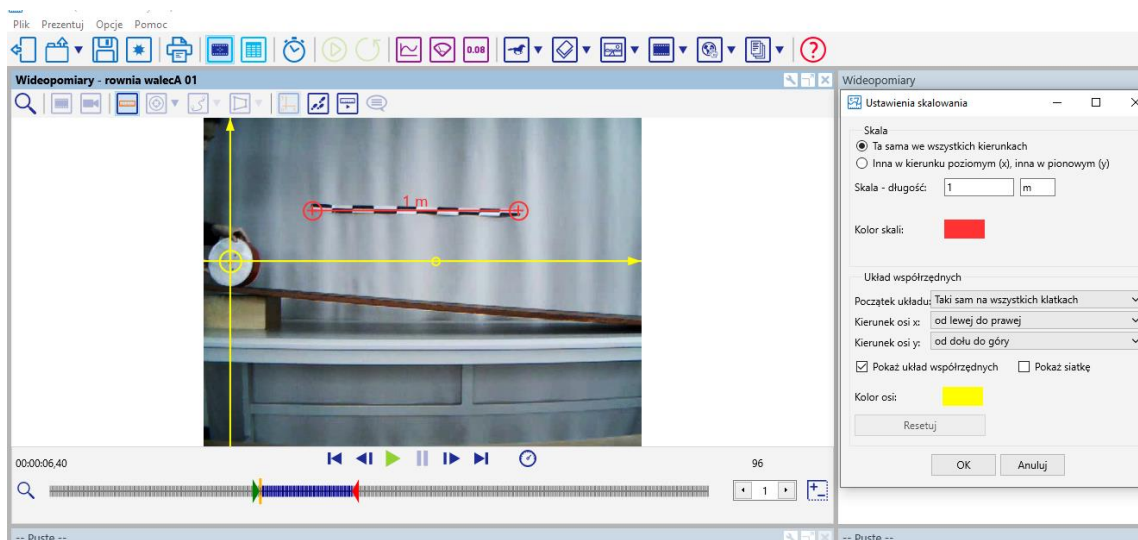 Plik Prezentuj Opcje Pomoc
0.08
Wideopomiary - rownia walecA 01
Wideopomiary
Ustawienia skalowania
Skala
Ta sama we wszystkich kierunkach
Inna w kierunku poziomym (x), inna w pionowym (y)
Skala - długość: 1 m
1 m
Kolor skali:
Układ współrzędnych
Początek układu: Taki sam na wszystkich klatkach
Kierunek osi x: od lewej do prawej
Kierunek osi y: od dołu do góry
Pokaż układ współrzędnych Pokaż siatkę
Kolor osi:
Resetuj
OK Anuluj
00:00:06,40
96
1
-- Puste --
-- Puste --